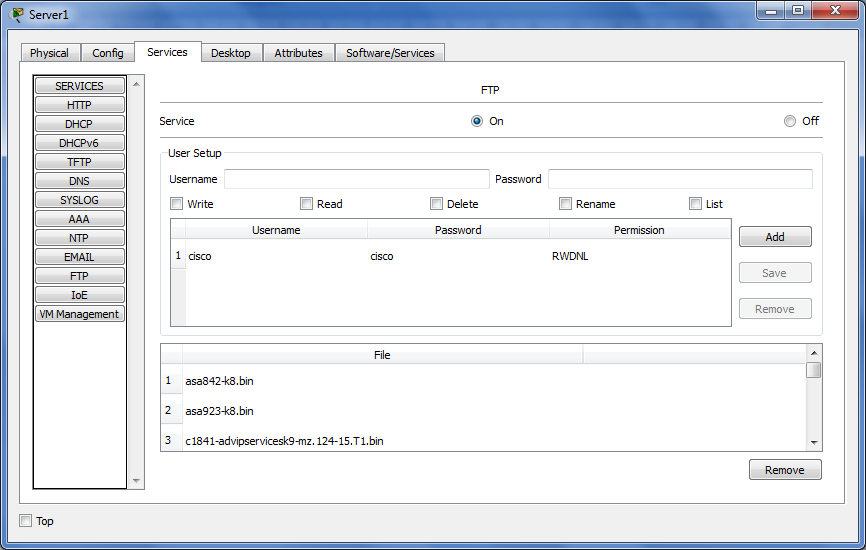 Server1
Physical Config Services Desktop Attributes Software/Services
SERVICES
HTTP
DHCP
DHCPv6
TFTP
DNS
SYSLOG
AAA
NTP
EMAIL
FTP
IoE
VM Management
FTP
Service On Off
User Setup
Username Password
Write Read Delete Rename List
Username Password Permission
1 cisco cisco RWDNL
Add
Save
Remove
File
1 asa842-k8.bin
2 asa923-k8.bin
3 c1841-advipservicesk9-mz.124-15.T1.bin
Remove
Top